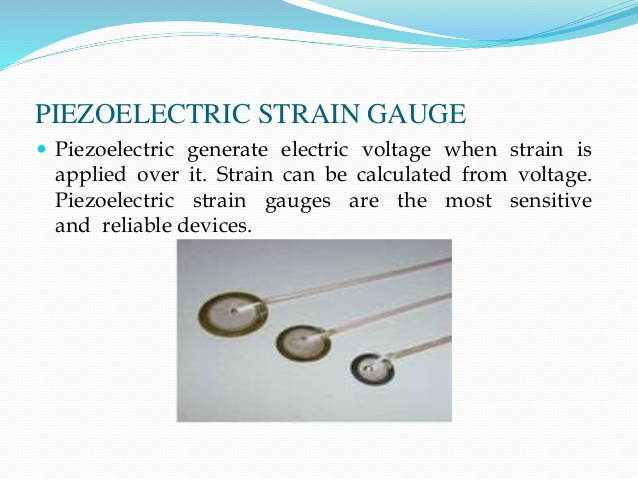 PIEZOELECTRIC STRAIN GAUGE
Piezoelectric generate electric voltage when strain is
applied over it. Strain can be calculated from voltage.
Piezoelectric strain gauges are the most sensitive
and reliable devices.